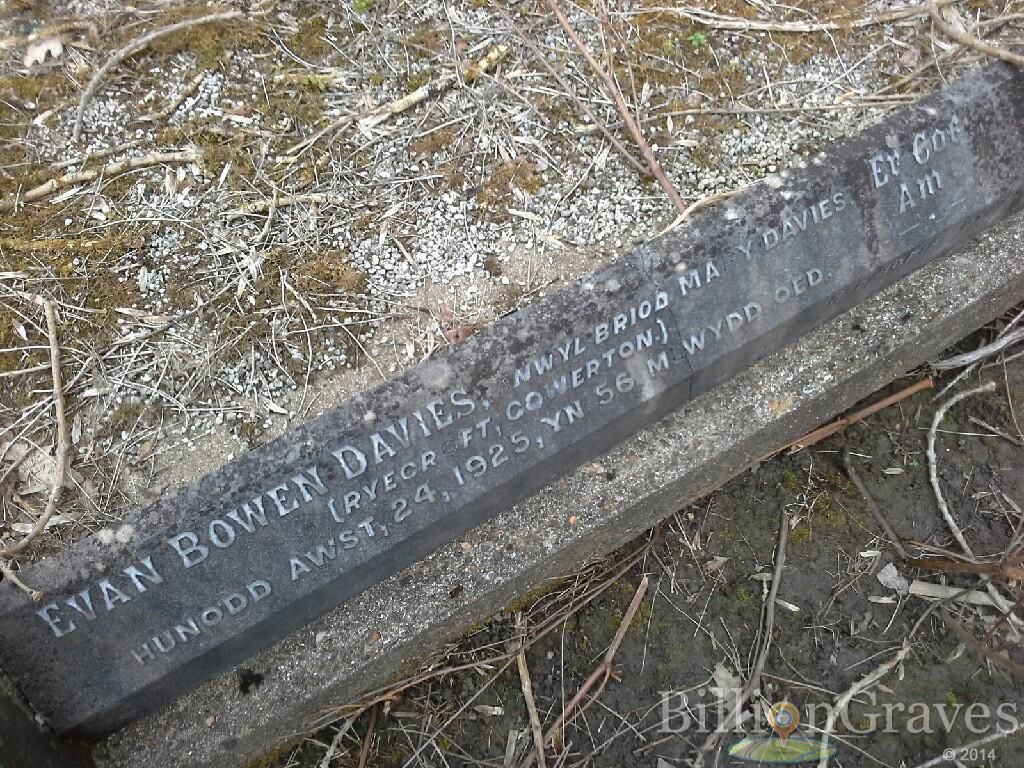 EVAN BOWEN DAVIES, NWYL-BRIOD MA Y DAVIES
(RYECROFT, GOWERTON.)
HUNODD AWST, 24, 1925, YN 56 MLWYDD OED.
Er Cof
Am
BillionGraves
© 2014